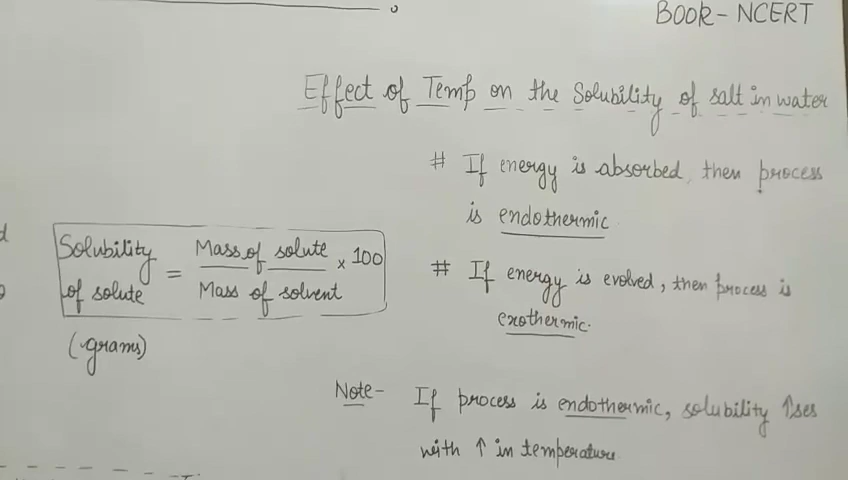 BOOK - NCERT
Effect of Temp on the Solubility of salt in water
# If energy is absorbed, then process
is endothermic
Solubility of solute = Mass of solute / Mass of solvent × 100
(grams)
# If energy is evolved, then process is
exothermic.
Note - If process is endothermic, solubility ↑ses
with ↑ in temperature.